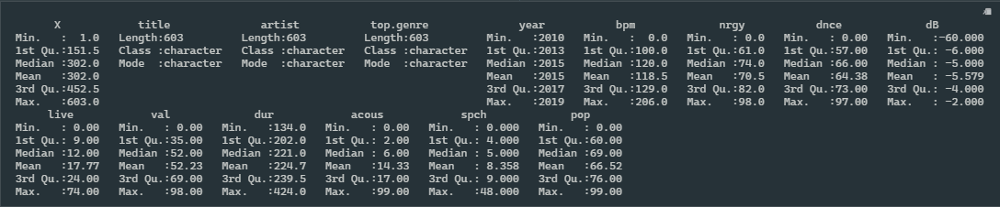 X            title              artist           top.genre              year           bpm             nrgy           dnce             dB
Min.   :  1.0   Length:603         Length:603         Length:603         Min.   :2010   Min.   :  0.0   Min.   : 0.0   Min.   : 0.00   Min.   :-60.000
1st Qu.:151.5   Class :character   Class :character   Class :character   1st Qu.:2013   1st Qu.:100.0   1st Qu.:61.0   1st Qu.:57.00   1st Qu.: -6.000
Median :302.0   Mode  :character   Mode  :character   Mode  :character   Median :2015   Median :120.0   Median :74.0   Median :66.00   Median : -5.000
Mean   :302.0                                                            Mean   :2015   Mean   :118.5   Mean   :70.5   Mean   :64.38   Mean   : -5.579
3rd Qu.:452.5                                                            3rd Qu.:2017   3rd Qu.:129.0   3rd Qu.:82.0   3rd Qu.:73.00   3rd Qu.: -4.000
Max.   :603.0                                                            Max.   :2019   Max.   :206.0   Max.   :98.0   Max.   :97.00   Max.   : -2.000
     live            val             dur            acous            spch             pop
Min.   : 0.00   Min.   : 0.00   Min.   :134.0   Min.   : 0.00   Min.   : 0.000   Min.   : 0.00
1st Qu.: 9.00   1st Qu.:35.00   1st Qu.:202.0   1st Qu.: 2.00   1st Qu.: 4.000   1st Qu.:60.00
Median :12.00   Median :52.00   Median :221.0   Median : 6.00   Median : 5.000   Median :69.00
Mean   :17.77   Mean   :52.23   Mean   :224.7   Mean   :14.33   Mean   : 8.358   Mean   :66.52
3rd Qu.:24.00   3rd Qu.:69.00   3rd Qu.:239.5   3rd Qu.:17.00   3rd Qu.: 9.000   3rd Qu.:76.00
Max.   :74.00   Max.   :98.00   Max.   :424.0   Max.   :99.00   Max.   :48.000   Max.   :99.00